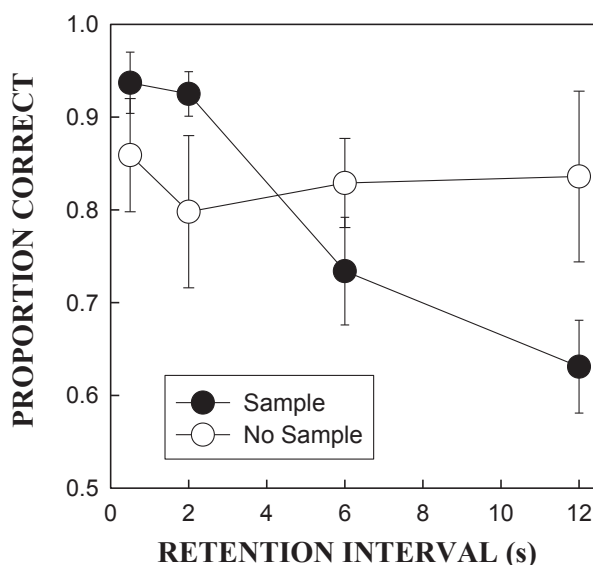 PROPORTION CORRECT
1.0
0.9
0.8
0.7
0.6
0.5
Sample
No Sample
0 2 4 6 8 10 12
RETENTION INTERVAL (s)